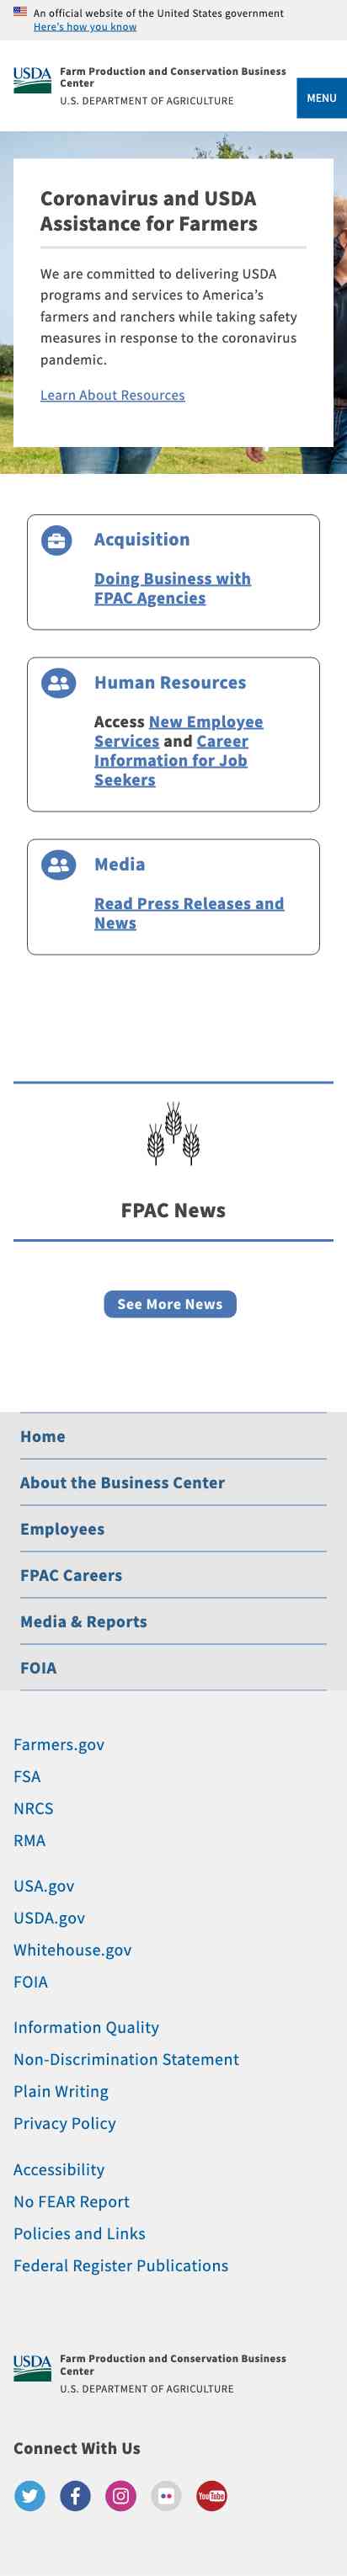 An official website of the United States government
Here's how you know
USDA
Farm Production and Conservation Business
Center
U.S. DEPARTMENT OF AGRICULTURE
MENU
Coronavirus and USDA
Assistance for Farmers
We are committed to delivering USDA
programs and services to America's
farmers and ranchers while taking safety
measures in response to the coronavirus
pandemic.
Learn About Resources
Acquisition
Doing Business with
FPAC Agencies
Human Resources
Access New Employee
Services and Career
Information for Job
Seekers
Media
Read Press Releases and
News
FPAC News
See More News
Home
About the Business Center
Employees
FPAC Careers
Media & Reports
FOIA
Farmers.gov
FSA
NRCS
RMA
USA.gov
USDA.gov
Whitehouse.gov
FOIA
Information Quality
Non-Discrimination Statement
Plain Writing
Privacy Policy
Accessibility
No FEAR Report
Policies and Links
Federal Register Publications
USDA
Farm Production and Conservation Business
Center
U.S. DEPARTMENT OF AGRICULTURE
Connect With Us
YouTube